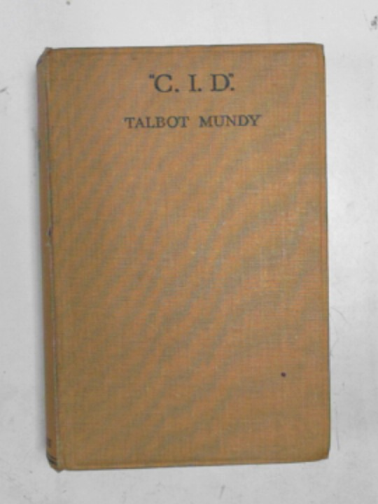 "C. I. D."
TALBOT MUNDY